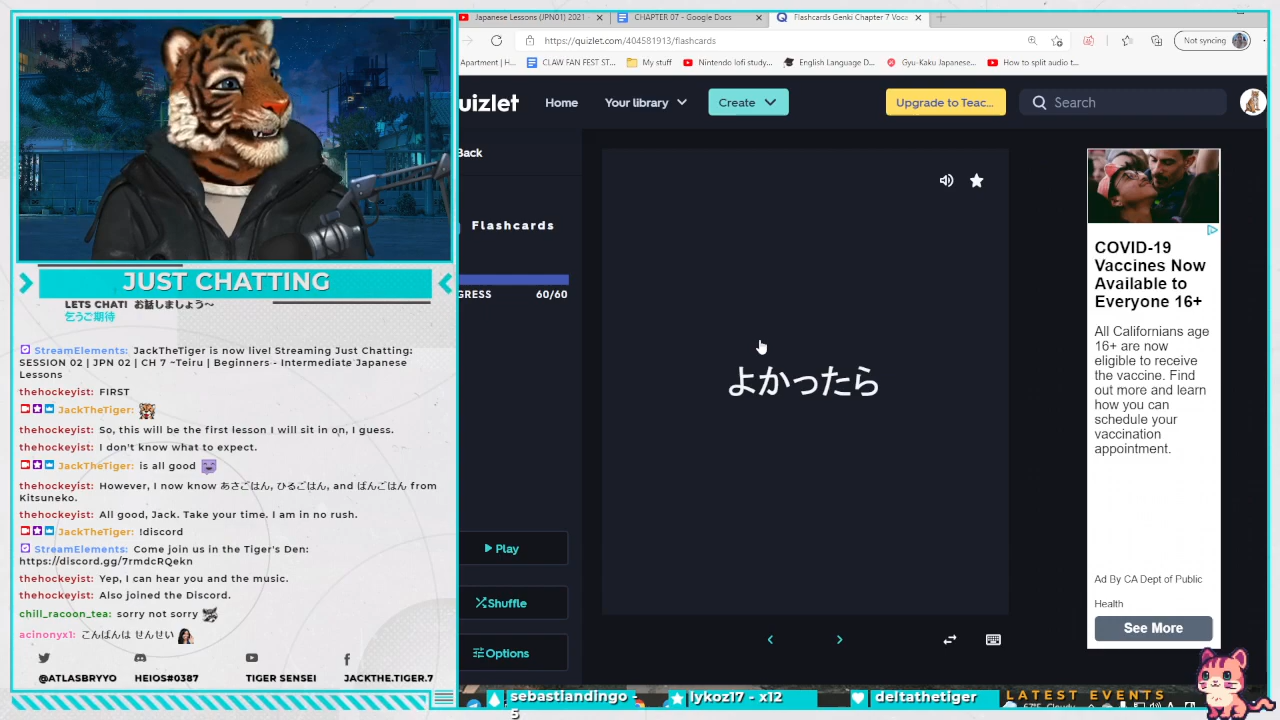 JUST CHATTING
LETS CHAT! お話しましょう〜
乞うご期待
StreamElements: JackTheTiger is now live! Streaming Just Chatting:
SESSION 02 | JPN 02 | CH 7 ~Teiru | Beginners - Intermediate Japanese
Lessons
thehockeyist: FIRST
JackTheTiger:
thehockeyist: So, this will be the first lesson I will sit in on, I guess.
thehockeyist: I don't know what to expect.
JackTheTiger: is all good
thehockeyist: However, I now know あさごはん, ひるごはん, and ばんごはん from
Kitsuneko.
thehockeyist: All good, Jack. Take your time. I am in no rush.
JackTheTiger: !discord
StreamElements: Come join us in the Tiger's Den:
https://discord.gg/7rmdcRQekn
thehockeyist: Yep, I can hear you and the music.
thehockeyist: Also joined the Discord.
chill_racoon_tea: sorry not sorry
acinonyx1: こんばんは せんせい
@ATLASBRYYO HEIOS#0387 TIGER SENSEI JACKTHE.TIGER.7
Japanese Lessons (JPN01) 2021 - CHAPTER 07 - Google Docs Flashcards Genki Chapter 7 Voca
https://quizlet.com/404581913/flashcards
Not syncing
Apartment | H... CLAW FAN FEST ST... My stuff Nintendo lofi study... English Language D... Gyu-Kaku Japanese... How to split audio t...
uizlet Home Your library Create Upgrade to Teac... Search
Back
Flashcards
GRESS 60/60
よかったら
Play
Shuffle
Options
COVID-19
Vaccines Now
Available to
Everyone 16+
All Californians age
16+ are now
eligible to receive
the vaccine. Find
out more and learn
how you can
schedule your
vaccination
appointment.
Ad By CA Dept of Public
Health
See More
sebastiandingo -
5
lykoz17 - x12
deltathetiger
LATEST EVENTS
57°F Cloudy